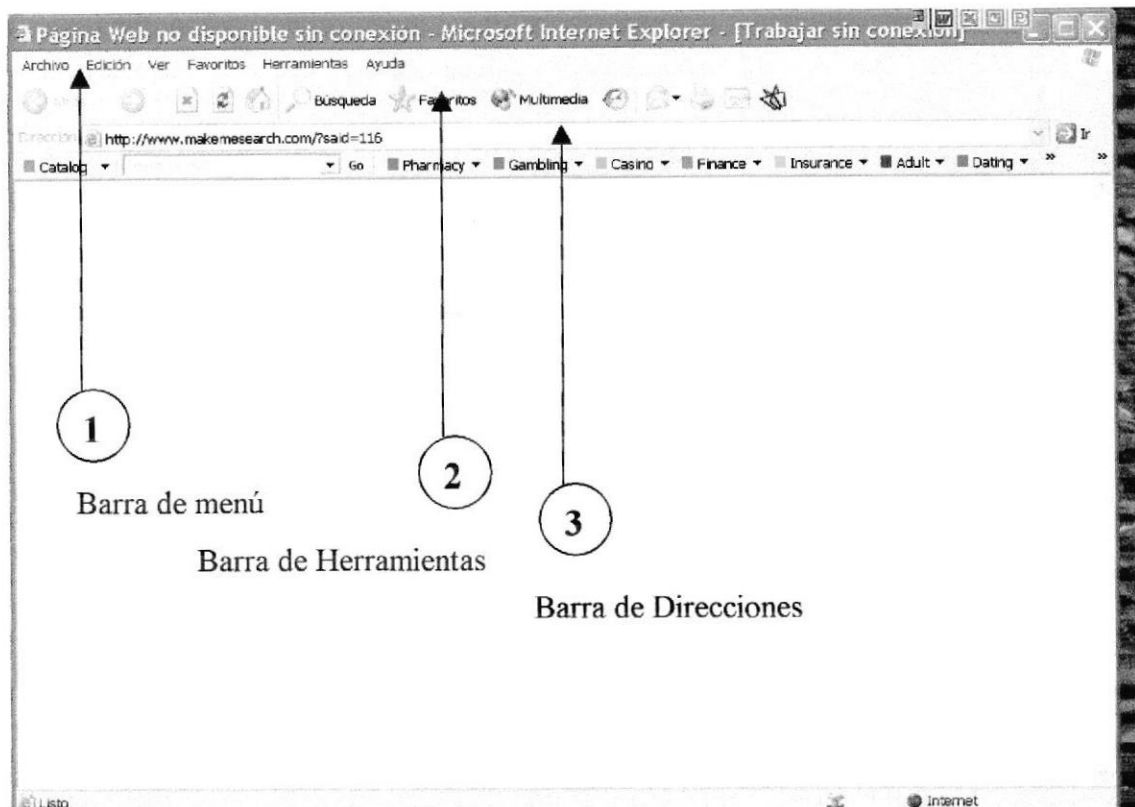 Página Web no disponible sin conexión - Microsoft Internet Explorer - [Trabajar sin conexión]
Archivo Edición Ver Favoritos Herramientas Ayuda
Búsqueda Favoritos Multimedia
Dirección http://www.makemesearch.com/?said=116 Ir
Catalog Go Pharmacy Gambling Casino Finance Insurance Adult Dating » »
1
2
Barra de menú
3
Barra de Herramientas
Barra de Direcciones
Listo Internet